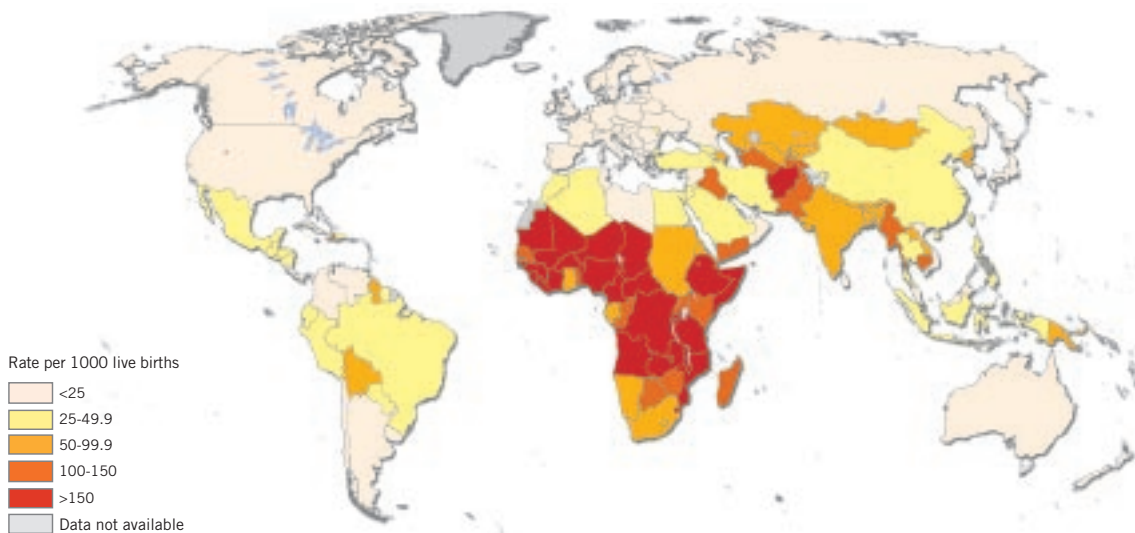 Rate per 1000 live births
<25
25-49.9
50-99.9
100-150
>150
Data not available